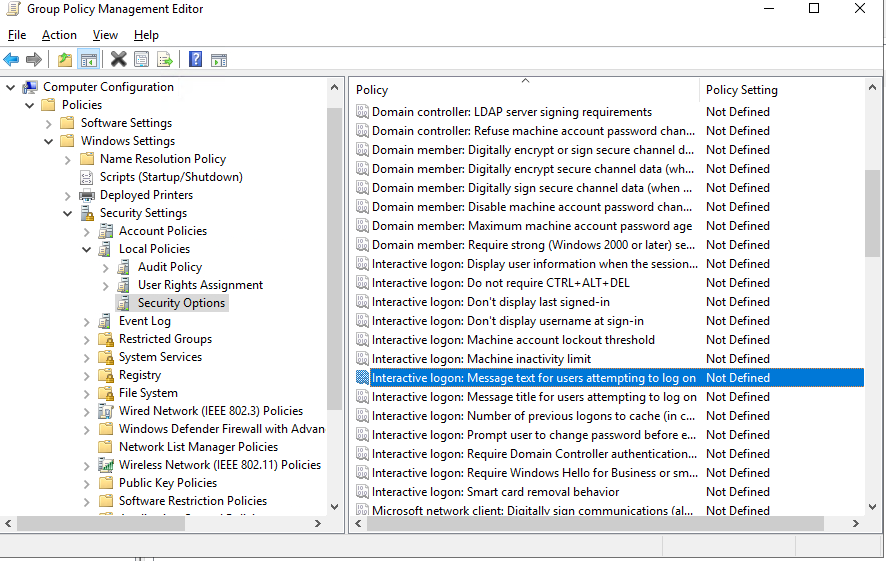 Group Policy Management Editor
File Action View Help
Computer Configuration
Policies
Software Settings
Windows Settings
Name Resolution Policy
Scripts (Startup/Shutdown)
Deployed Printers
Security Settings
Account Policies
Local Policies
Audit Policy
User Rights Assignment
Security Options
Event Log
Restricted Groups
System Services
Registry
File System
Wired Network (IEEE 802.3) Policies
Windows Defender Firewall with Advan
Network List Manager Policies
Wireless Network (IEEE 802.11) Policies
Public Key Policies
Software Restriction Policies
Policy Policy Setting
Domain controller: LDAP server signing requirements Not Defined
Domain controller: Refuse machine account password chan... Not Defined
Domain member: Digitally encrypt or sign secure channel d... Not Defined
Domain member: Digitally encrypt secure channel data (wh... Not Defined
Domain member: Digitally sign secure channel data (when ... Not Defined
Domain member: Disable machine account password chan... Not Defined
Domain member: Maximum machine account password age Not Defined
Domain member: Require strong (Windows 2000 or later) se... Not Defined
Interactive logon: Display user information when the session... Not Defined
Interactive logon: Do not require CTRL+ALT+DEL Not Defined
Interactive logon: Don't display last signed-in Not Defined
Interactive logon: Don't display username at sign-in Not Defined
Interactive logon: Machine account lockout threshold Not Defined
Interactive logon: Machine inactivity limit Not Defined
Interactive logon: Message text for users attempting to log on Not Defined
Interactive logon: Message title for users attempting to log on Not Defined
Interactive logon: Number of previous logons to cache (in c... Not Defined
Interactive logon: Prompt user to change password before e... Not Defined
Interactive logon: Require Domain Controller authentication... Not Defined
Interactive logon: Require Windows Hello for Business or sm... Not Defined
Interactive logon: Smart card removal behavior Not Defined
Microsoft network client: Digitally sign communications (al... Not Defined